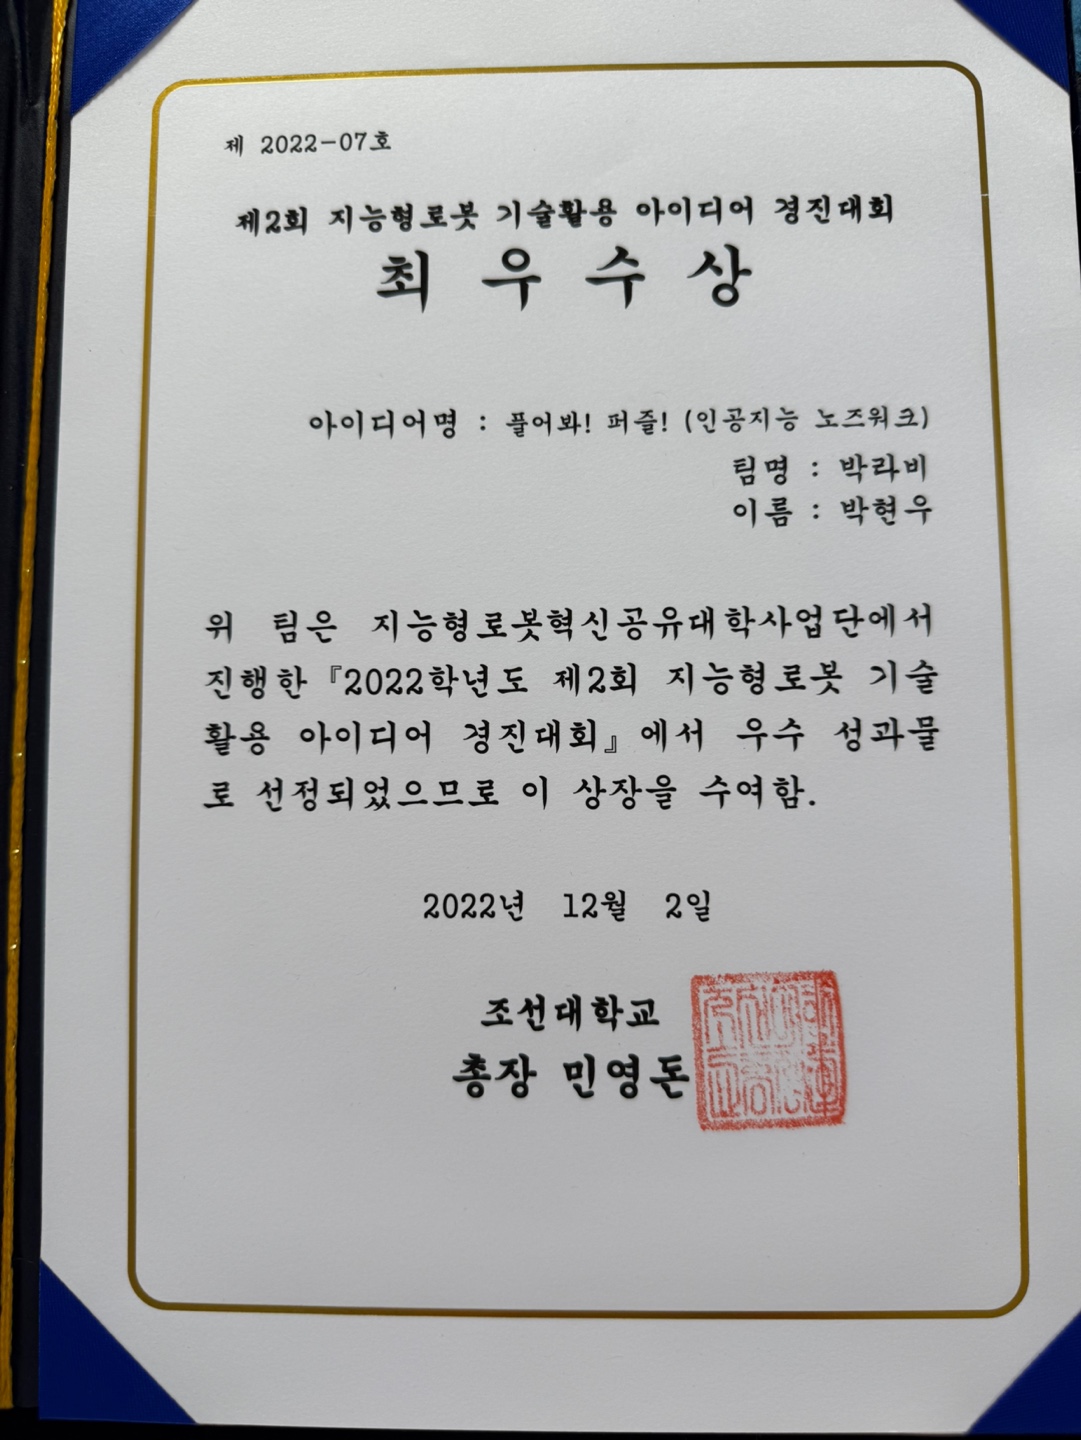 제 2022-07호
제2회 지능형로봇 기술활용 아이디어 경진대회
최 우 수 상
아이디어명 : 플어봐! 퍼즐! (인공지능 노즈워크)
팀명 : 박라비
이름 : 박현우
위 팀은 지능형로봇혁신공유대학사업단에서
진행한『2022학년도 제2회 지능형로봇 기술
활용 아이디어 경진대회』에서 우수 성과물
로 선정되었으므로 이 상장을 수여함.
2022년 12월 2일
조선대학교
총장 민영돈